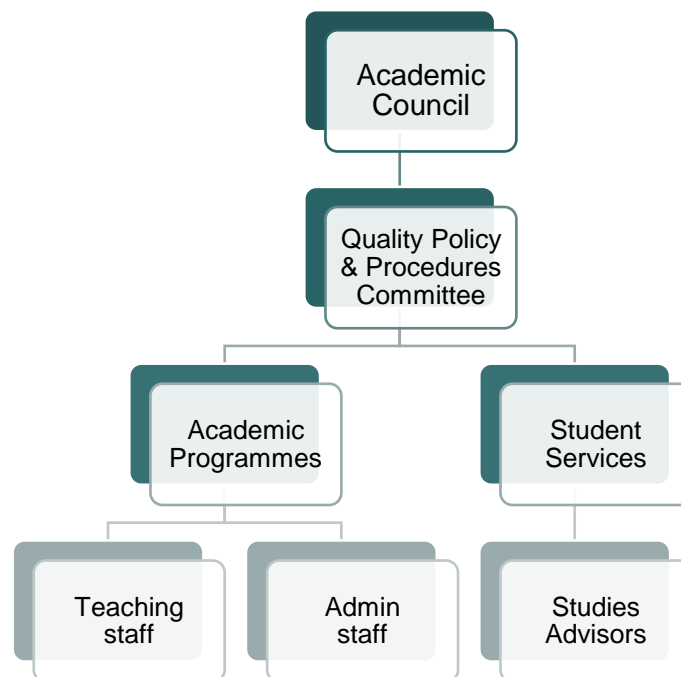 Academic
Council
Quality Policy
& Procedures
Committee
Academic
Programmes
Student
Services
Teaching
staff
Admin
staff
Studies
Advisors